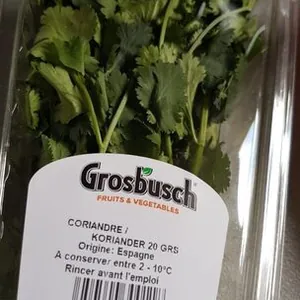 Grosbusch
FRUITS & VEGETABLES
CORIANDRE /
KORIANDER 20 GRS
Origine: Espagne
A conserver entre 2 - 10°C
Rincer avant l'emploi